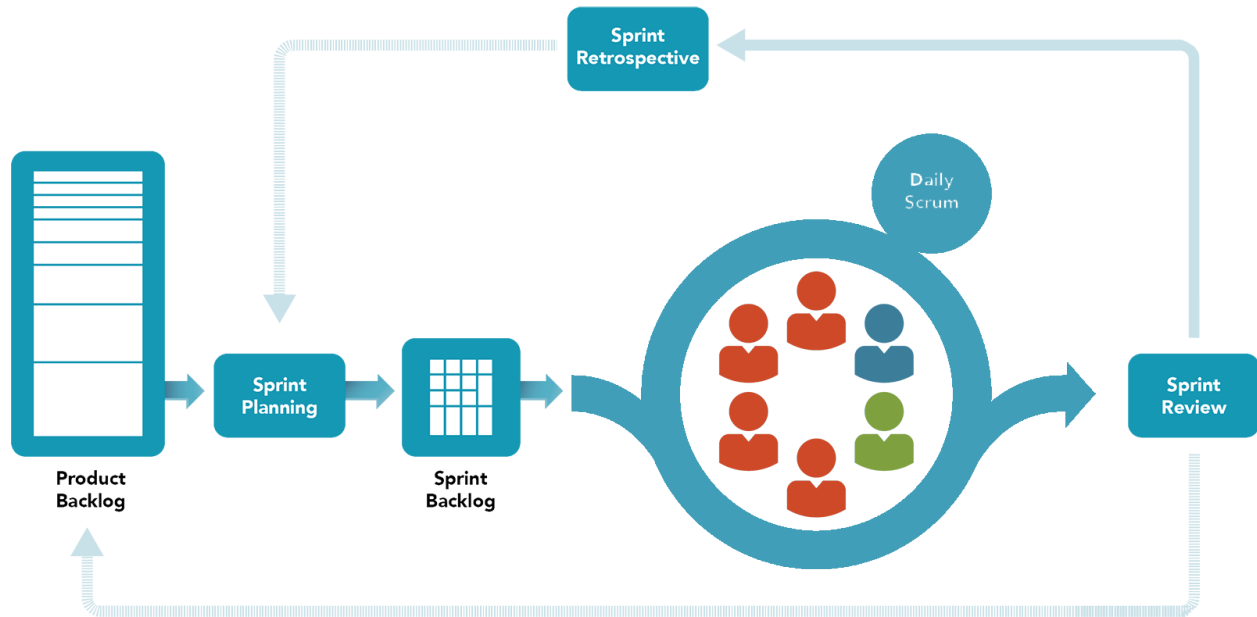 Sprint
Retrospective
Daily
Scrum
Sprint
Planning
Sprint
Review
Product
Backlog
Sprint
Backlog